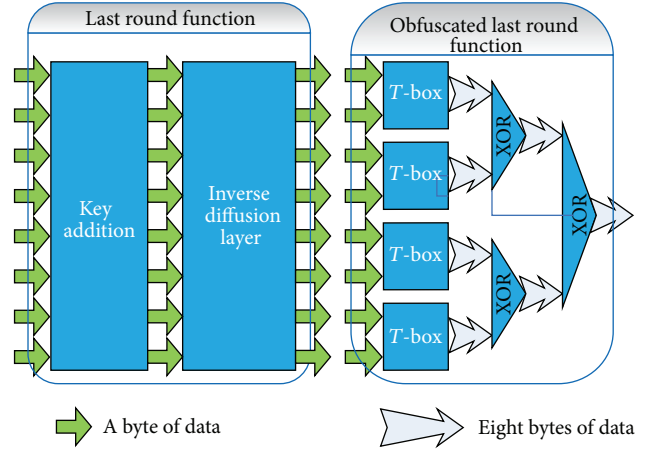 Last round function
Obfuscated last round
function
Key
addition
Inverse
diffusion
layer
T-box
T-box
T-box
T-box
XOR
XOR
XOR
A byte of data
Eight bytes of data